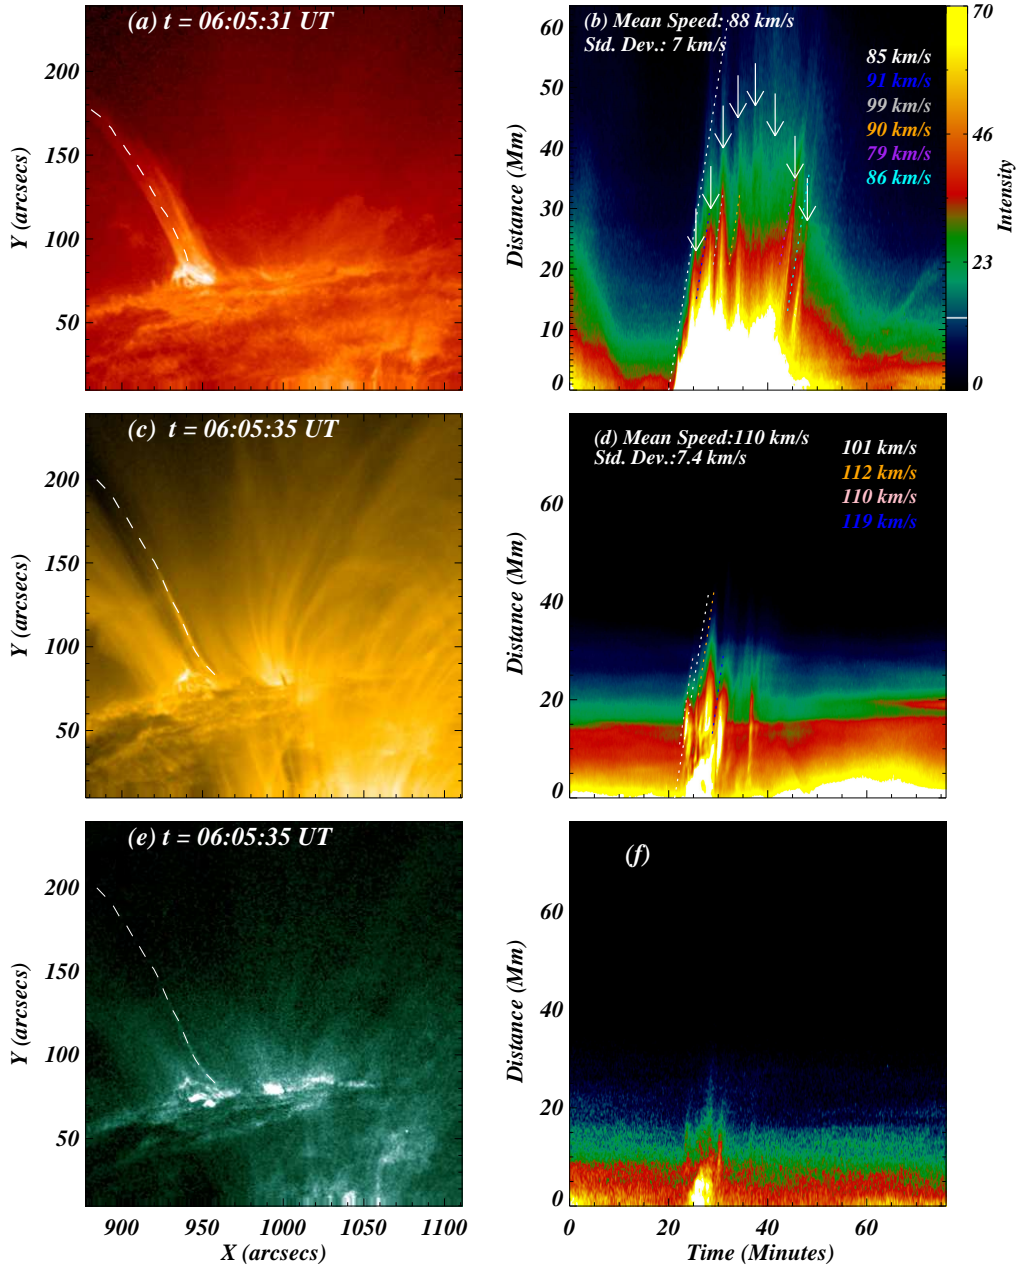 (a) t = 06:05:31 UT
200
150
100
50
Y (arcsecs)
(b) Mean Speed: 88 km/s
Std. Dev.: 7 km/s
85 km/s
91 km/s
99 km/s
90 km/s
79 km/s
86 km/s
60
50
40
30
20
10
0
Distance (Mm)
70
46
23
0
Intensity
(c) t = 06:05:35 UT
200
150
100
50
Y (arcsecs)
(d) Mean Speed:110 km/s
Std. Dev.:7.4 km/s
101 km/s
112 km/s
110 km/s
119 km/s
60
40
20
0
Distance (Mm)
(e) t = 06:05:35 UT
200
150
100
50
Y (arcsecs)
900 950 1000 1050 1100
X (arcsecs)
(f)
60
40
20
0
Distance (Mm)
0 20 40 60
Time (Minutes)